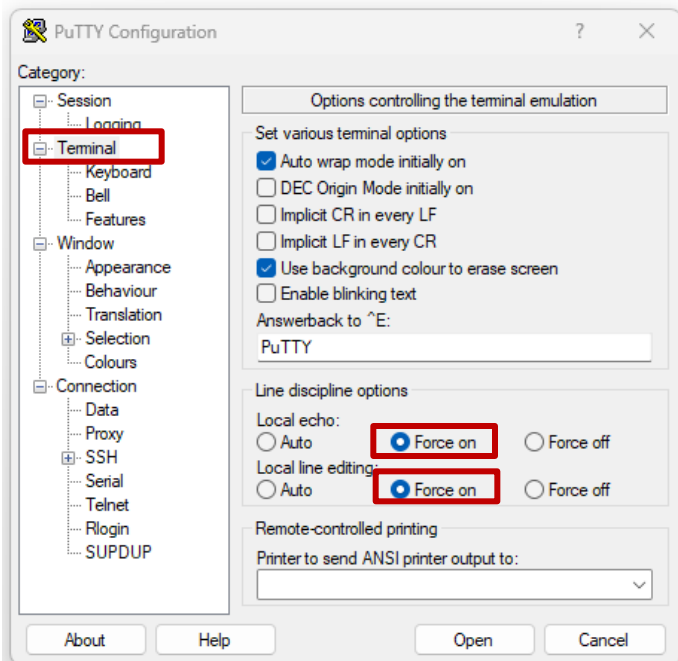 PuTTY Configuration
Category:
Session
Logging
Terminal
Keyboard
Bell
Features
Window
Appearance
Behaviour
Translation
Selection
Colours
Connection
Data
Proxy
SSH
Serial
Telnet
Rlogin
SUPDUP
Options controlling the terminal emulation
Set various terminal options
Auto wrap mode initially on
DEC Origin Mode initially on
Implicit CR in every LF
Implicit LF in every CR
Use background colour to erase screen
Enable blinking text
Answerback to ^E:
PuTTY
Line discipline options
Local echo:
Auto Force on Force off
Local line editing:
Auto Force on Force off
Remote-controlled printing
Printer to send ANSI printer output to:
About Help Open Cancel